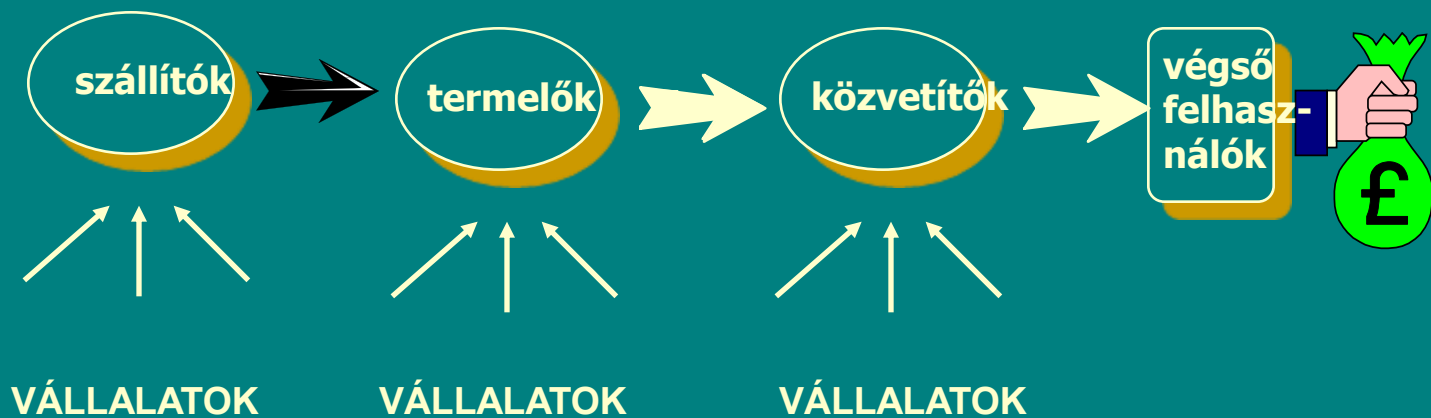 szállítók
termelők
közvetítők
végső
felhasz-
nálók
£
VÁLLALATOK
VÁLLALATOK
VÁLLALATOK